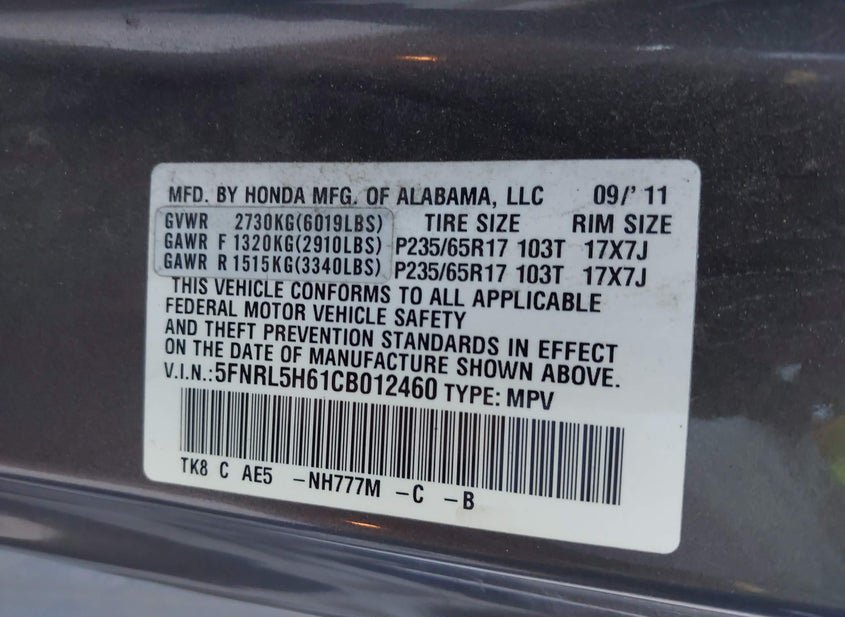 MFD. BY HONDA MFG. OF ALABAMA, LLC 09/' 11
GVWR 2730KG(6019LBS) TIRE SIZE RIM SIZE
GAWR F 1320KG(2910LBS) P235/65R17 103T 17X7J
GAWR R 1515KG(3340LBS) P235/65R17 103T 17X7J
THIS VEHICLE CONFORMS TO ALL APPLICABLE
FEDERAL MOTOR VEHICLE SAFETY
AND THEFT PREVENTION STANDARDS IN EFFECT
ON THE DATE OF MANUFACTURE SHOWN ABOVE.
V.I.N.:5FNRL5H61CB012460 TYPE: MPV
TK8 C AE5 -NH777M -C -B